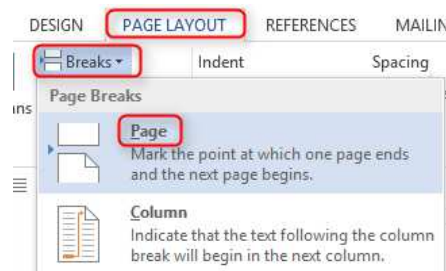 DESIGN PAGE LAYOUT REFERENCES
Breaks Indent Spacing
Page Breaks
Page
Mark the point at which one page ends
and the next page begins.
Column
Indicate that the text following the column
break will begin in the next column.